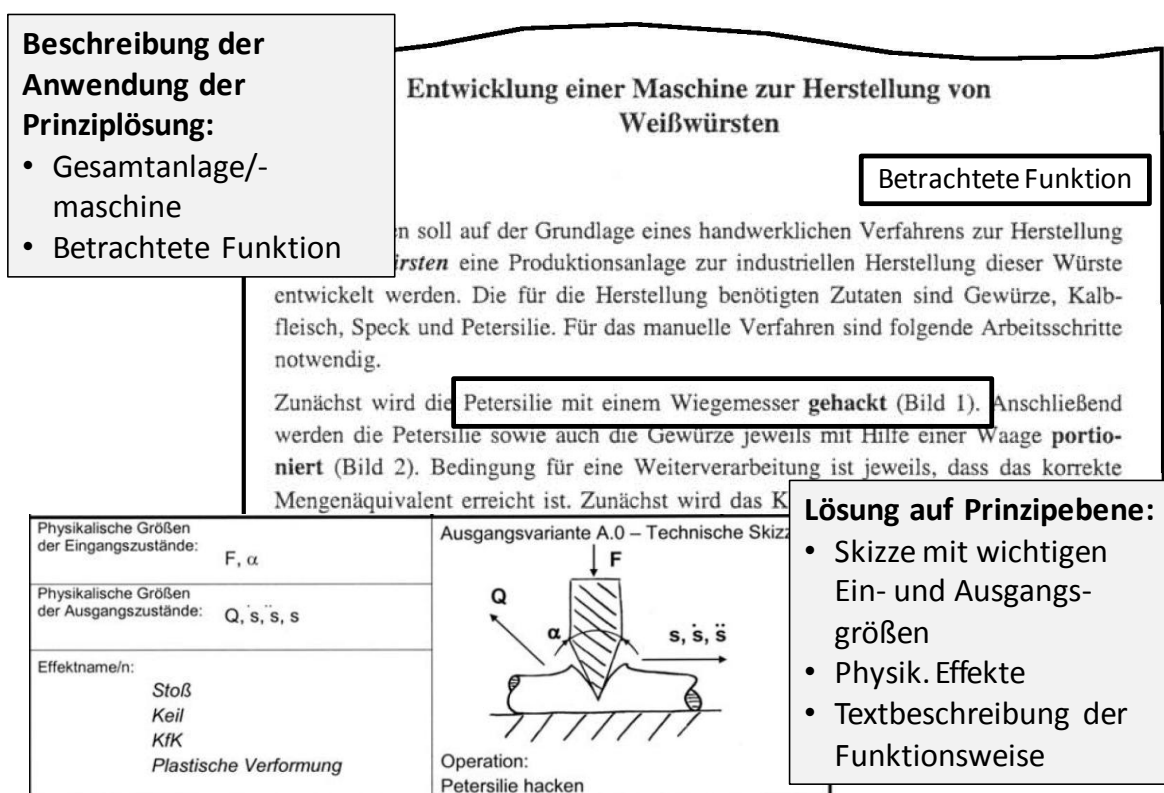 Beschreibung der
Anwendung der
Prinziplösung:
• Gesamtanlage/-
maschine
• Betrachtete Funktion
Entwicklung einer Maschine zur Herstellung von
Weißwürsten
Betrachtete Funktion
soll auf der Grundlage eines handwerklichen Verfahrens zur Herstellung
eine Produktionsanlage zur industriellen Herstellung dieser Würste
entwickelt werden. Die für die Herstellung benötigten Zutaten sind Gewürze, Kalb-
fleisch, Speck und Petersilie. Für das manuelle Verfahren sind folgende Arbeitsschritte
notwendig.
Zunächst wird die Petersilie mit einem Wiegemesser gehackt (Bild 1). Anschließend
werden die Petersilie sowie auch die Gewürze jeweils mit Hilfe einer Waage portio-
niert (Bild 2). Bedingung für eine Weiterverarbeitung ist jeweils, dass das korrekte
Mengenäquivalent erreicht ist. Zunächst wird das K
Physikalische Größen
der Eingangszustände:
F, α
Physikalische Größen
der Ausgangszustände:
Q, ṡ, s̈, s
Effektname/n:
Stoß
Keil
KfK
Plastische Verformung
Ausgangsvariante A.0 – Technische Skizz
F
Q
α
s, ṡ, s̈
Operation:
Petersilie hacken
Lösung auf Prinzipebene:
• Skizze mit wichtigen
Ein- und Ausgangs-
größen
• Physik. Effekte
• Textbeschreibung der
Funktionsweise